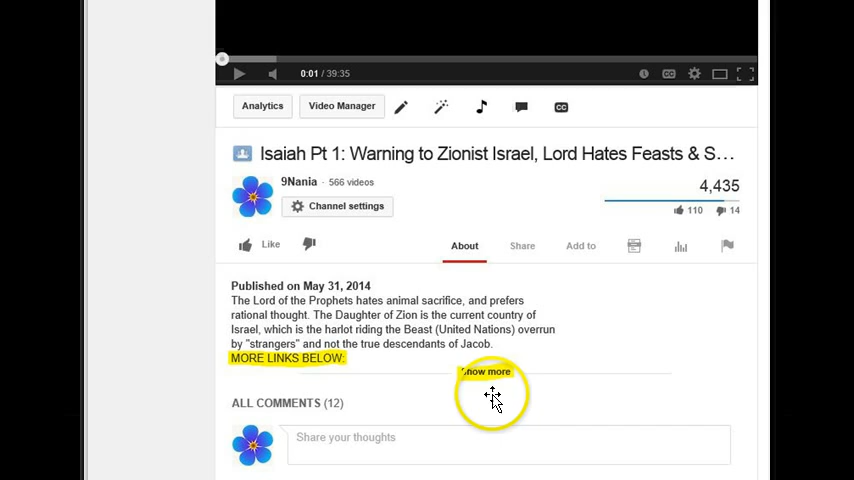 0:01 / 39:35
Analytics Video Manager
Isaiah Pt 1: Warning to Zionist Israel, Lord Hates Feasts & S...
9Nania · 566 videos
4,435
Channel settings
110 14
Like
About Share Add to
Published on May 31, 2014
The Lord of the Prophets hates animal sacrifice, and prefers
rational thought. The Daughter of Zion is the current country of
Israel, which is the harlot riding the Beast (United Nations) overrun
by "strangers" and not the true descendants of Jacob.
MORE LINKS BELOW:
Show more
ALL COMMENTS (12)
Share your thoughts